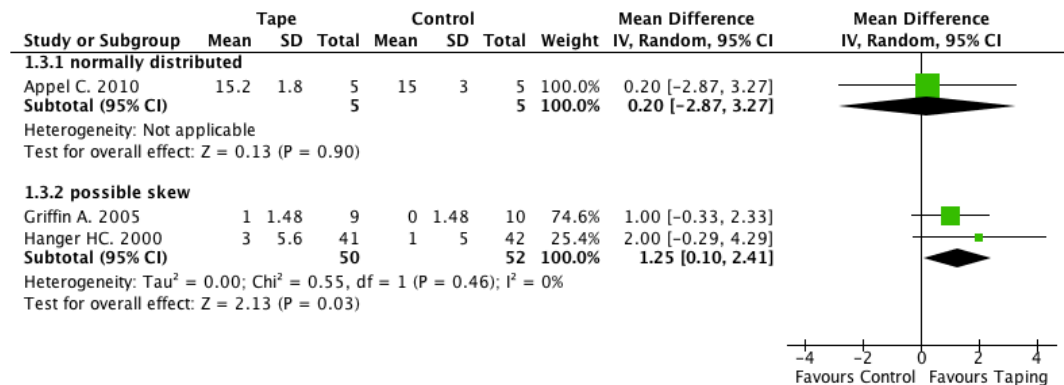 Tape Control Mean Difference Mean Difference
Study or Subgroup Mean SD Total Mean SD Total Weight IV, Random, 95% CI IV, Random, 95% CI
1.3.1 normally distributed
Appel C. 2010 15.2 1.8 5 15 3 5 100.0% 0.20 [-2.87, 3.27]
Subtotal (95% CI) 5 5 100.0% 0.20 [-2.87, 3.27]
Heterogeneity: Not applicable
Test for overall effect: Z = 0.13 (P = 0.90)
1.3.2 possible skew
Griffin A. 2005 1 1.48 9 0 1.48 10 74.6% 1.00 [-0.33, 2.33]
Hanger HC. 2000 3 5.6 41 1 5 42 25.4% 2.00 [-0.29, 4.29]
Subtotal (95% CI) 50 52 100.0% 1.25 [0.10, 2.41]
Heterogeneity: Tau² = 0.00; Chi² = 0.55, df = 1 (P = 0.46); I² = 0%
Test for overall effect: Z = 2.13 (P = 0.03)
-4 -2 0 2 4
Favours Control Favours Taping